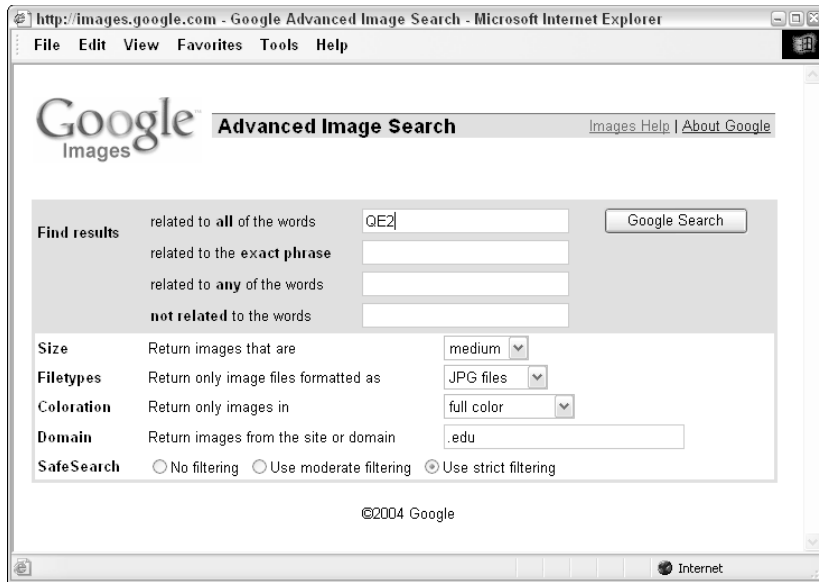 http://images.google.com - Google Advanced Image Search - Microsoft Internet Explorer
File Edit View Favorites Tools Help
Google™
Images
Advanced Image Search
Images Help | About Google
Find results
related to all of the words QE2 Google Search
related to the exact phrase
related to any of the words
not related to the words
Size Return images that are medium
Filetypes Return only image files formatted as JPG files
Coloration Return only images in full color
Domain Return images from the site or domain .edu
SafeSearch No filtering Use moderate filtering Use strict filtering
©2004 Google
Internet